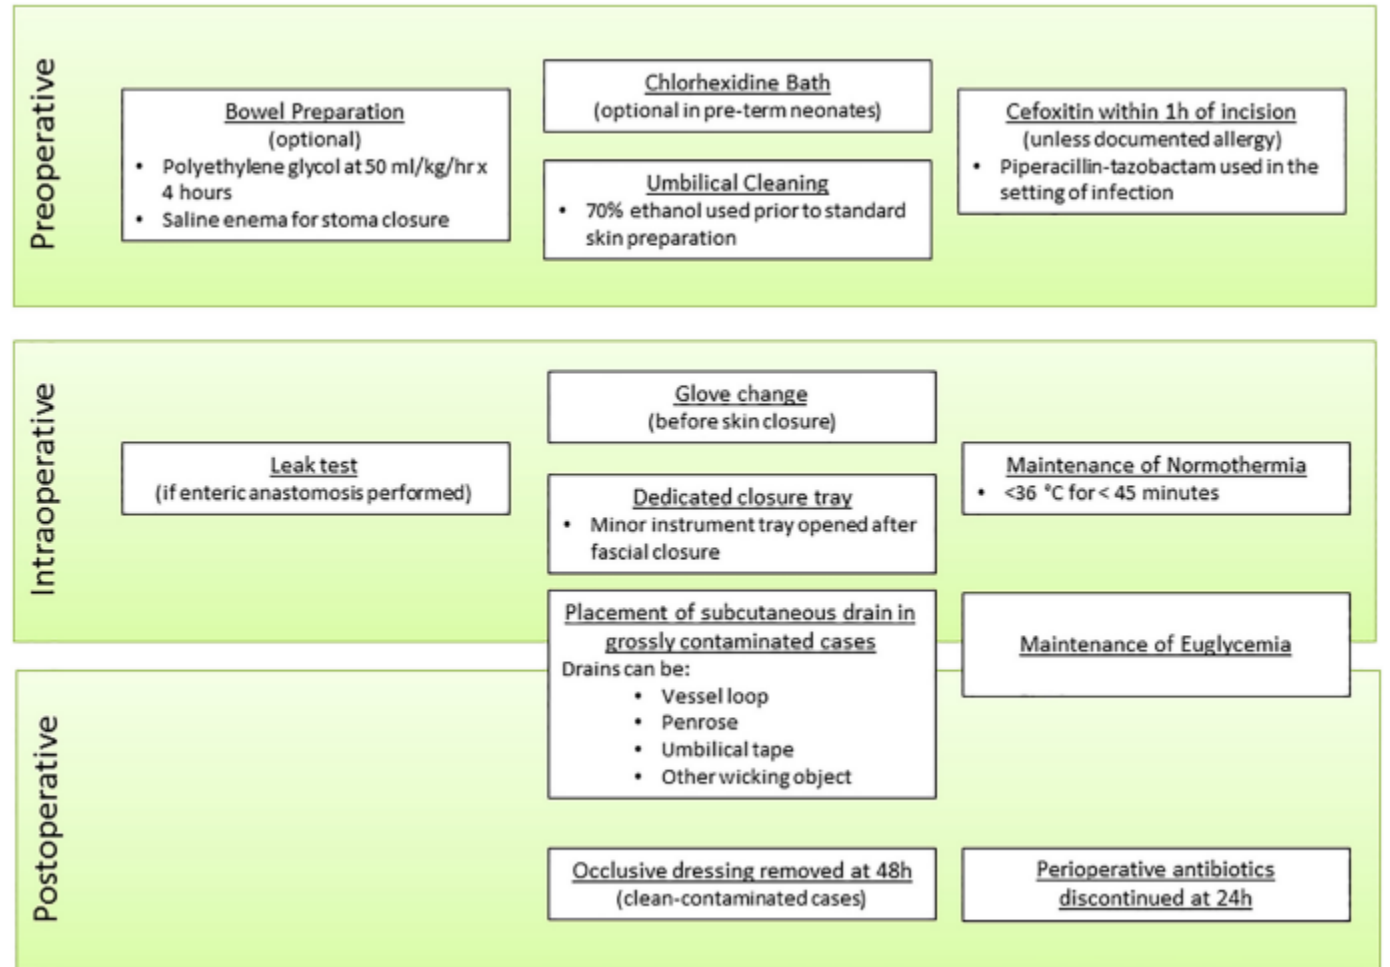 Preoperative
Bowel Preparation
(optional)
• Polyethylene glycol at 50 ml/kg/hr x
4 hours
• Saline enema for stoma closure
Chlorhexidine Bath
(optional in pre-term neonates)
Umbilical Cleaning
• 70% ethanol used prior to standard
skin preparation
Cefoxitin within 1h of incision
(unless documented allergy)
• Piperacillin-tazobactam used in the
setting of infection
Intraoperative
Leak test
(if enteric anastomosis performed)
Glove change
(before skin closure)
Dedicated closure tray
• Minor instrument tray opened after
fascial closure
Maintenance of Normothermia
• <36 °C for < 45 minutes
Placement of subcutaneous drain in
grossly contaminated cases
Drains can be:
• Vessel loop
• Penrose
• Umbilical tape
• Other wicking object
Maintenance of Euglycemia
Postoperative
Occlusive dressing removed at 48h
(clean-contaminated cases)
Perioperative antibiotics
discontinued at 24h